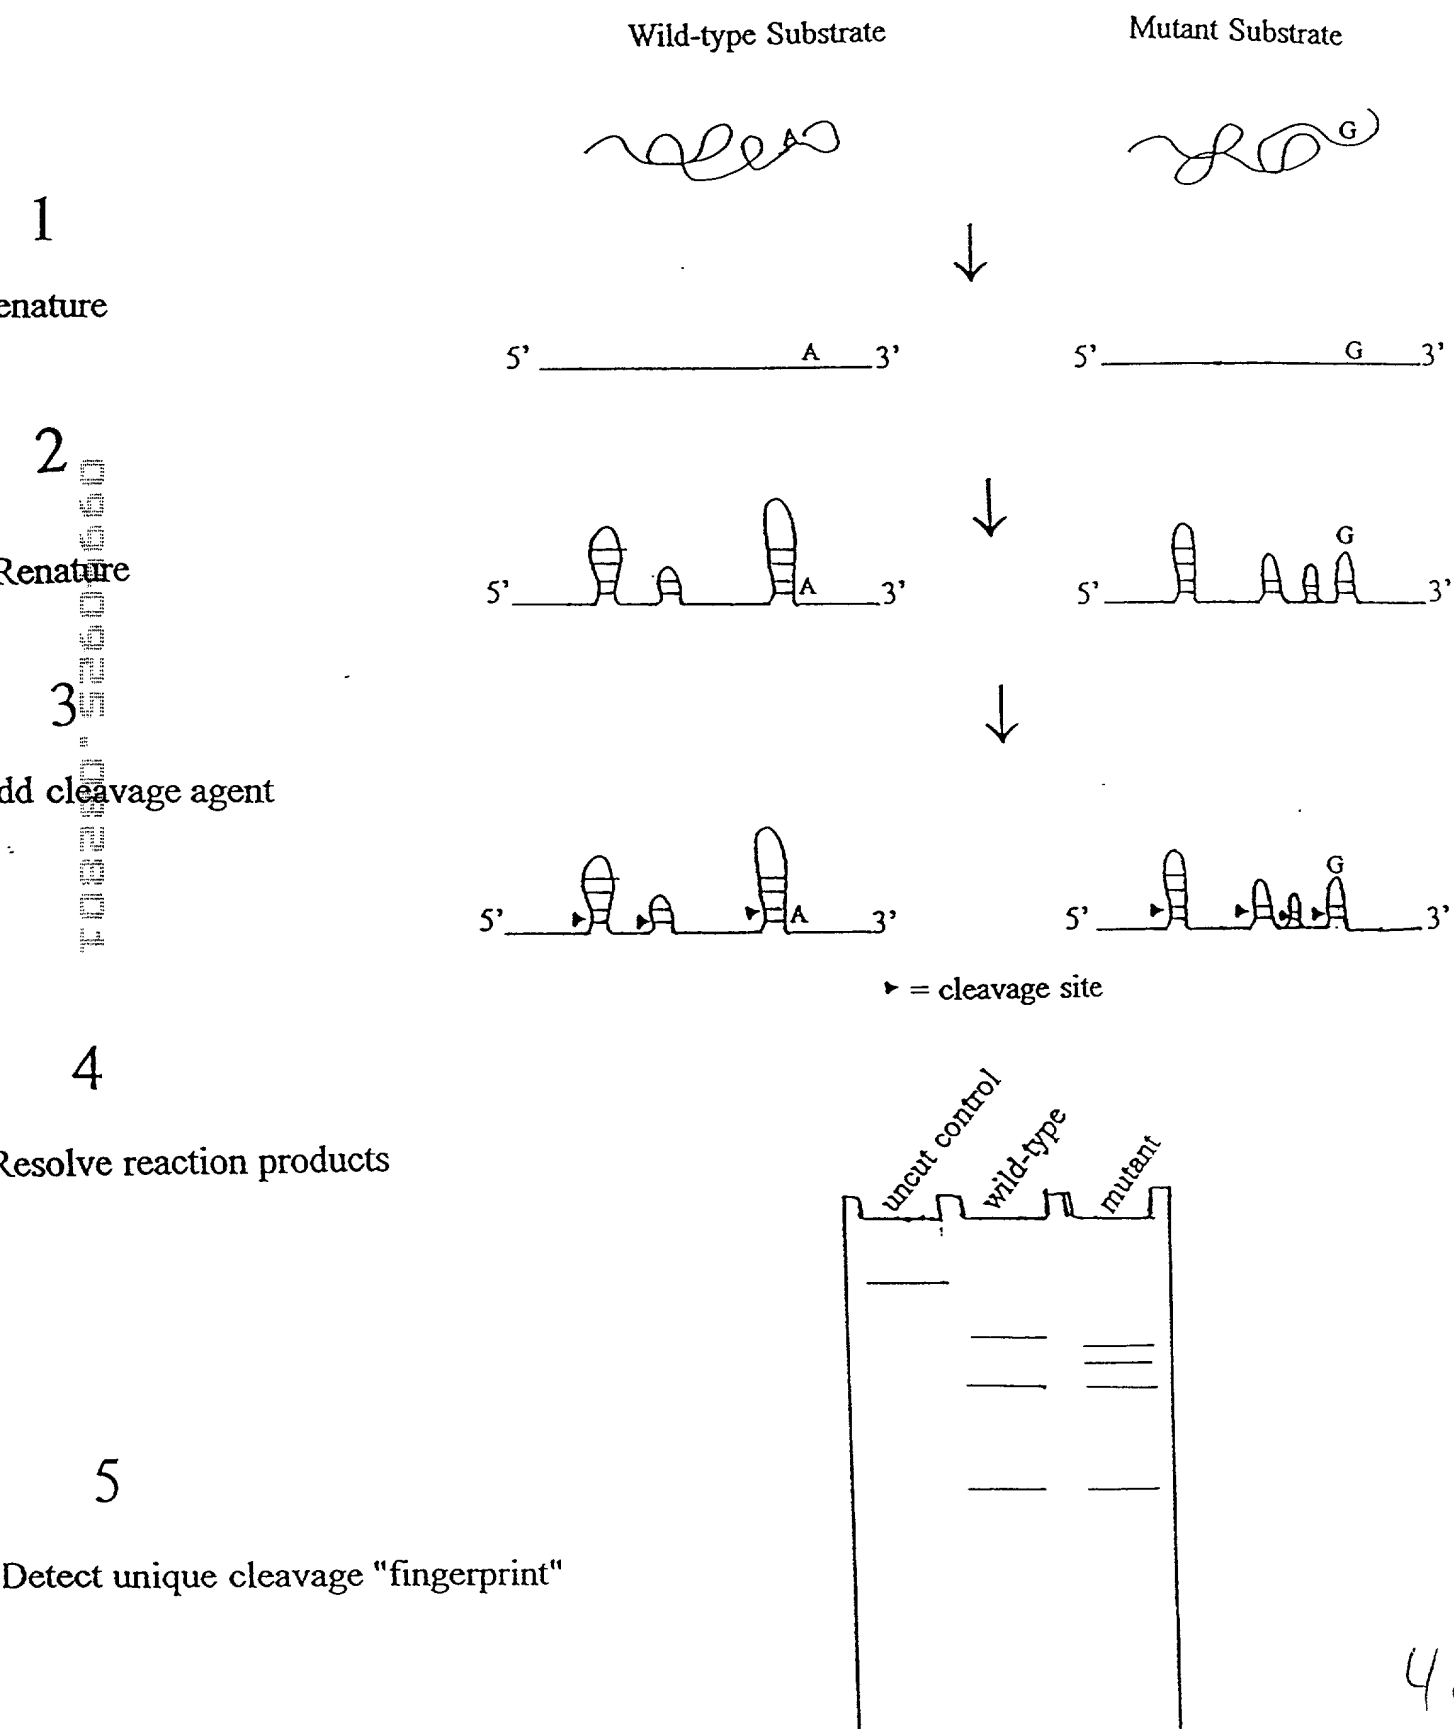 Wild-type Substrate Mutant Substrate
A G
1
enature
5' A 3' 5' G 3'
2
G
Renature
5' A 3' 5' 3'
3
dd cleavage agent
G
5' A 3' 5' 3'
= cleavage site
4
uncut control
wild-type
mutant
Resolve reaction products
5
Detect unique cleavage "fingerprint"
4